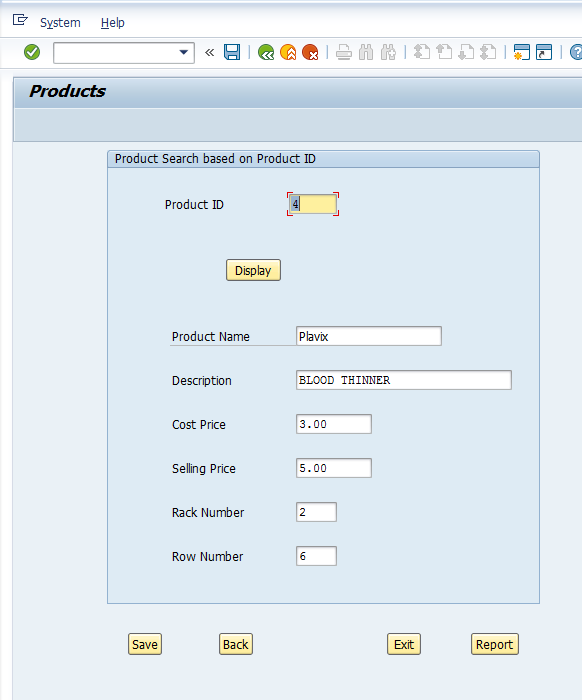 System Help
Products
Product Search based on Product ID
Product ID 4
Display
Product Name Plavix
Description BLOOD THINNER
Cost Price 3.00
Selling Price 5.00
Rack Number 2
Row Number 6
Save Back Exit Report